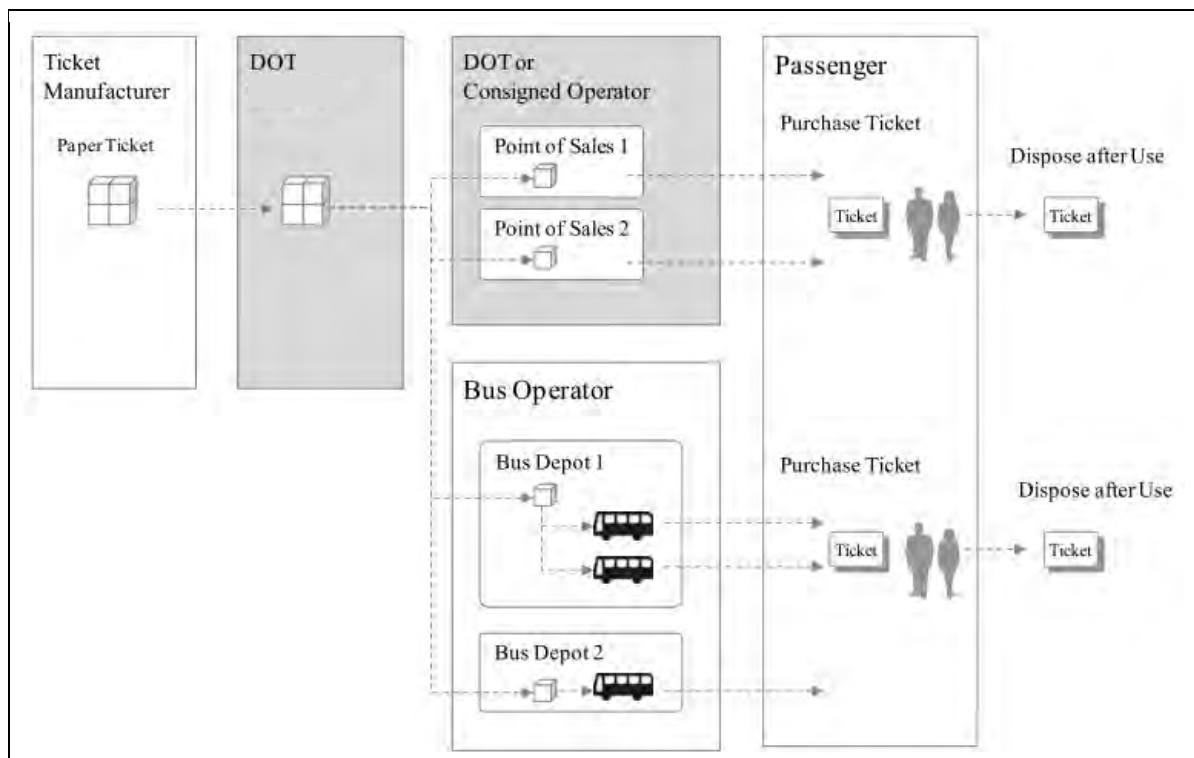 Ticket
Manufacturer
Paper Ticket
DOT
DOT or
Consigned Operator
Point of Sales 1
Point of Sales 2
Passenger
Purchase Ticket
Ticket
Dispose after Use
Ticket
Bus Operator
Bus Depot 1
Bus Depot 2
Purchase Ticket
Ticket
Dispose after Use
Ticket